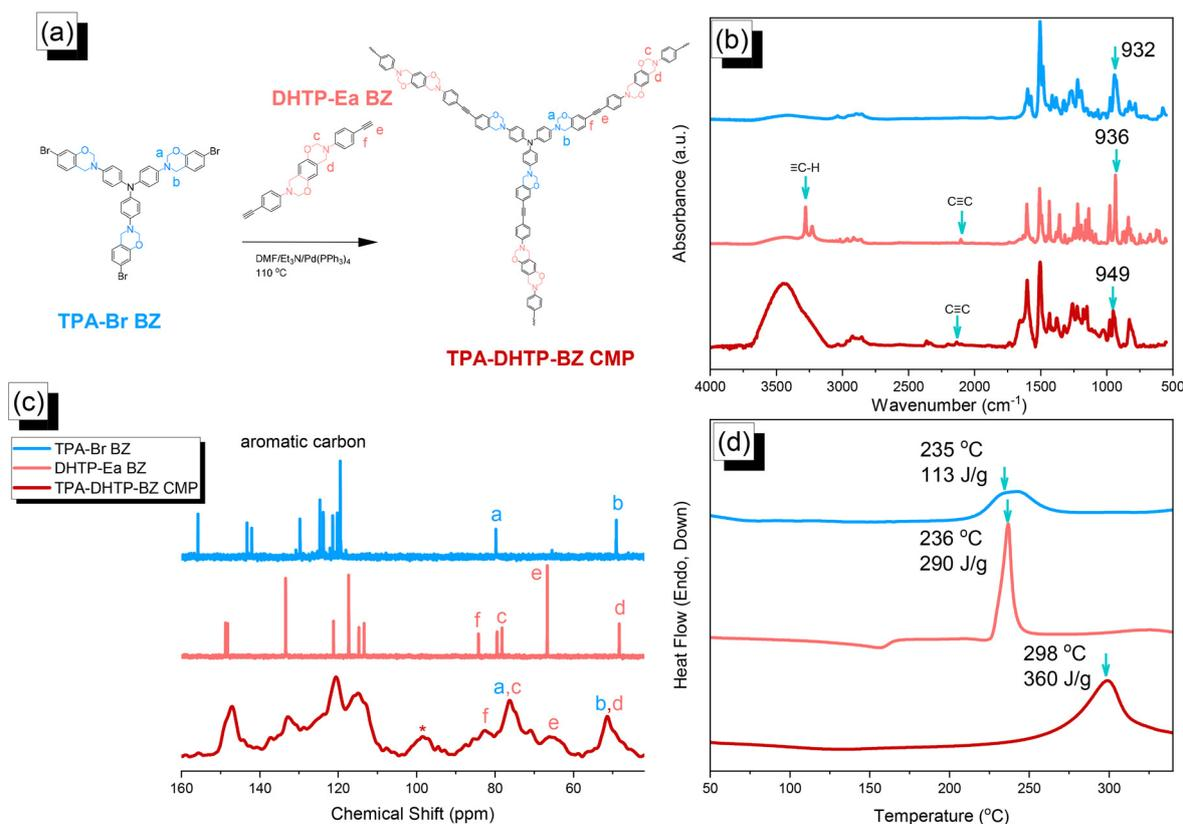 (a)
DHTP-Ea BZ
TPA-Br BZ
TPA-DHTP-BZ CMP
DMF/Et₃N/Pd(PPh₃)₄
110 °C
Br
O
N
a
b
N
O
Br
N
N
O
Br
c
O
N
d
N
O
e
f
c
O
N
d
N
O
a
O
N
b
f
e
N
O
N
O
N
O
N
N
O
O
N
(b)
932
936
949
≡C-H
C≡C
C≡C
Absorbance (a.u.)
4000 3500 3000 2500 2000 1500 1000 500
Wavenumber (cm⁻¹)
(c)
TPA-Br BZ
DHTP-Ea BZ
TPA-DHTP-BZ CMP
aromatic carbon
a
b
e
f
c
d
a,c
b,d
f
e
*
160 140 120 100 80 60
Chemical Shift (ppm)
(d)
235 °C
113 J/g
236 °C
290 J/g
298 °C
360 J/g
Heat Flow (Endo, Down)
50 100 150 200 250 300
Temperature (°C)